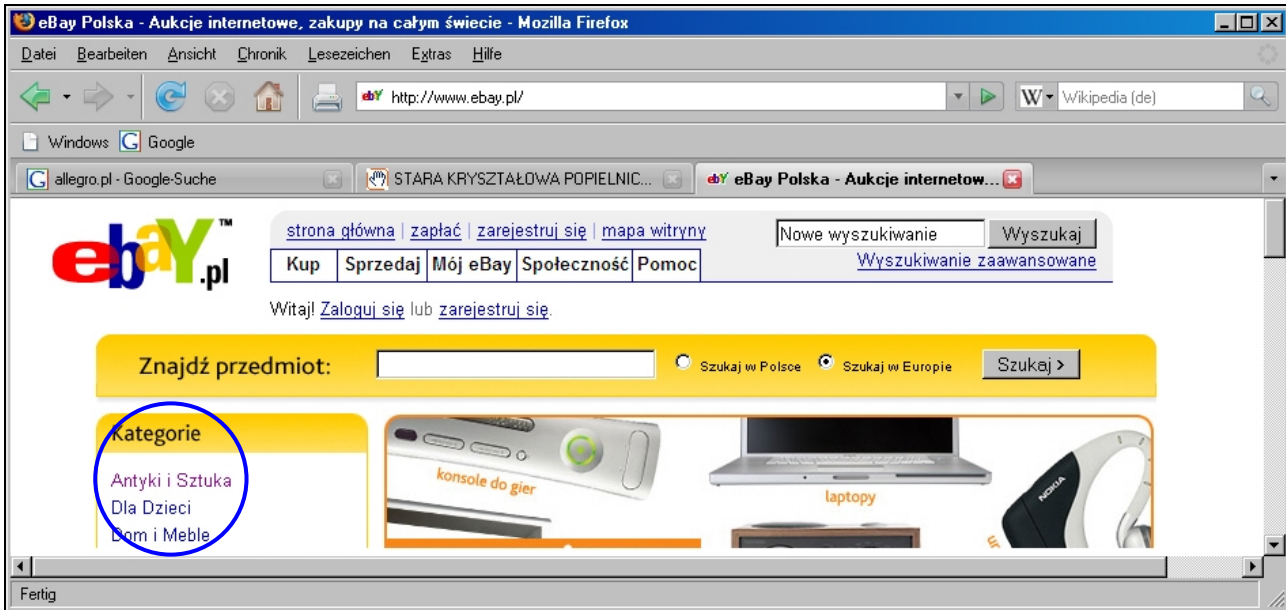 eBay Polska - Aukcje internetowe, zakupy na całym świecie - Mozilla Firefox
Datei Bearbeiten Ansicht Chronik Lesezeichen Extras Hilfe
http://www.ebay.pl/ W Wikipedia (de)
Windows G Google
G allegro.pl - Google-Suche STARA KRYSZTAŁOWA POPIELNIC... ebY eBay Polska - Aukcje internetow...
ebaY.pl™
strona główna | zapłać | zarejestruj się | mapa witryny Nowe wyszukiwanie Wyszukaj
Kup Sprzedaj Mój eBay Społeczność Pomoc Wyszukiwanie zaawansowane
Witaj! Zaloguj się lub zarejestruj się.
Znajdź przedmiot: Szukaj w Polsce Szukaj w Europie Szukaj >
Kategorie
Antyki i Sztuka
Dla Dzieci
Dom i Meble
konsole do gier
laptopy
NOKIA
Fertig